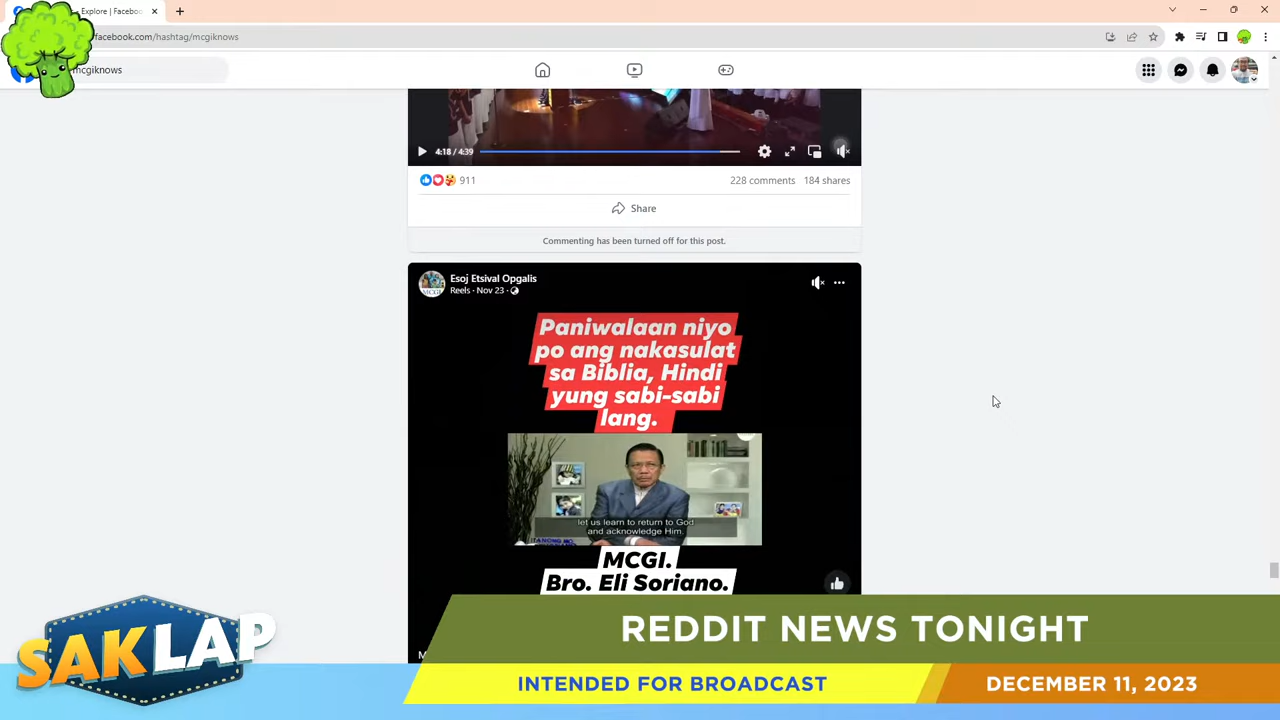 Explore | Facebo
facebook.com/hashtag/mcgiknows
mcgiknows
4:18 / 4:39
911
228 comments 184 shares
Share
Commenting has been turned off for this post.
Esoj Etsival Opgalis
Reels · Nov 23 ·
MCGI
Paniwalaan niyo
po ang nakasulat
sa Biblia, Hindi
yung sabi-sabi
lang.
let us learn to return to God
and acknowledge Him.
MCGI.
Bro. Eli Soriano.
SAKLAP
REDDIT NEWS TONIGHT
INTENDED FOR BROADCAST
DECEMBER 11, 2023